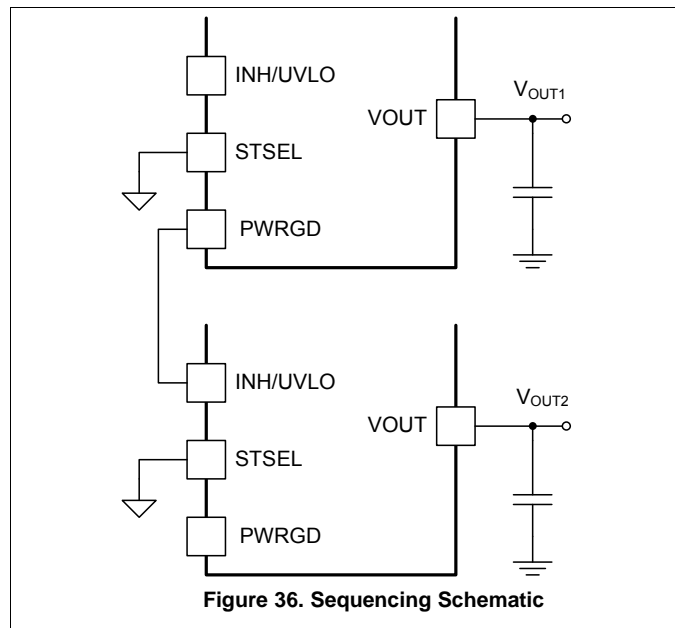 INH/UVLO
VOUT
VOUT1
STSEL
PWRGD
INH/UVLO
VOUT
VOUT2
STSEL
PWRGD
Figure 36. Sequencing Schematic